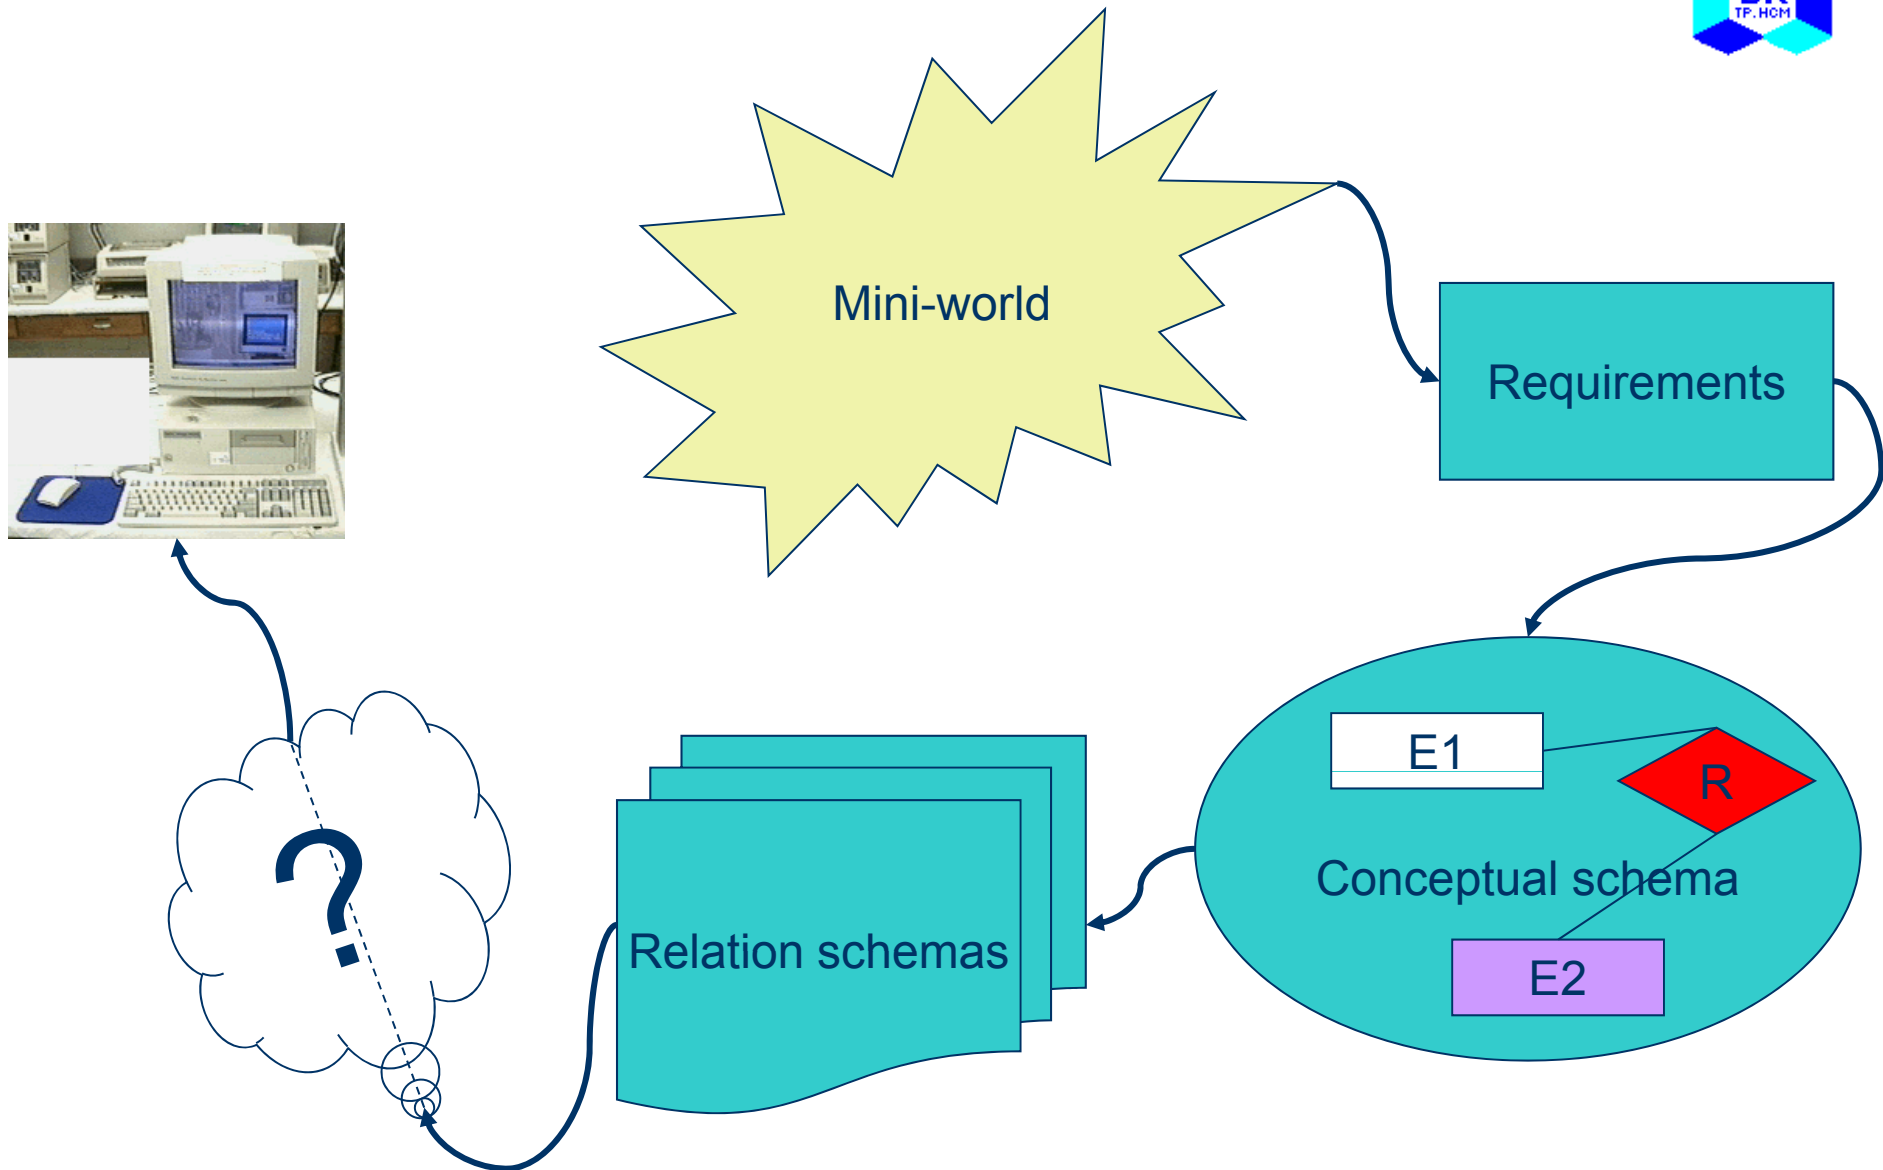 TP.HCM
Mini-world
Requirements
E1
R
Conceptual schema
E2
Relation schemas
?